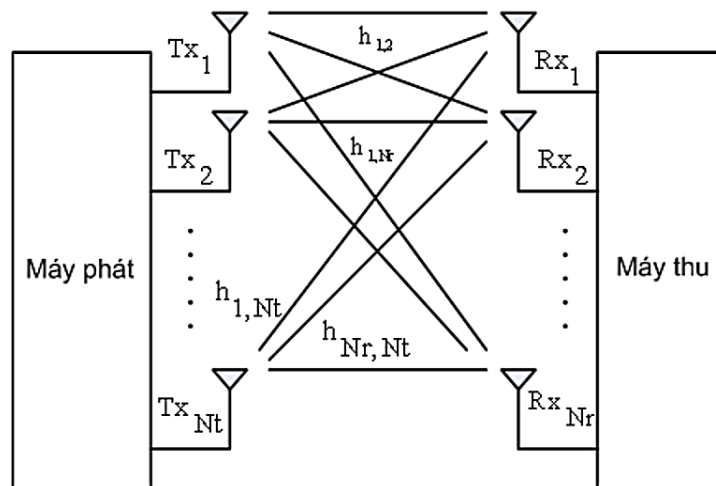 Tx1
h1,2
Rx1
Tx2
h1,Nr
Rx2
Máy phát
Máy thu
h1,Nt
hNr,Nt
TxNt
RxNr